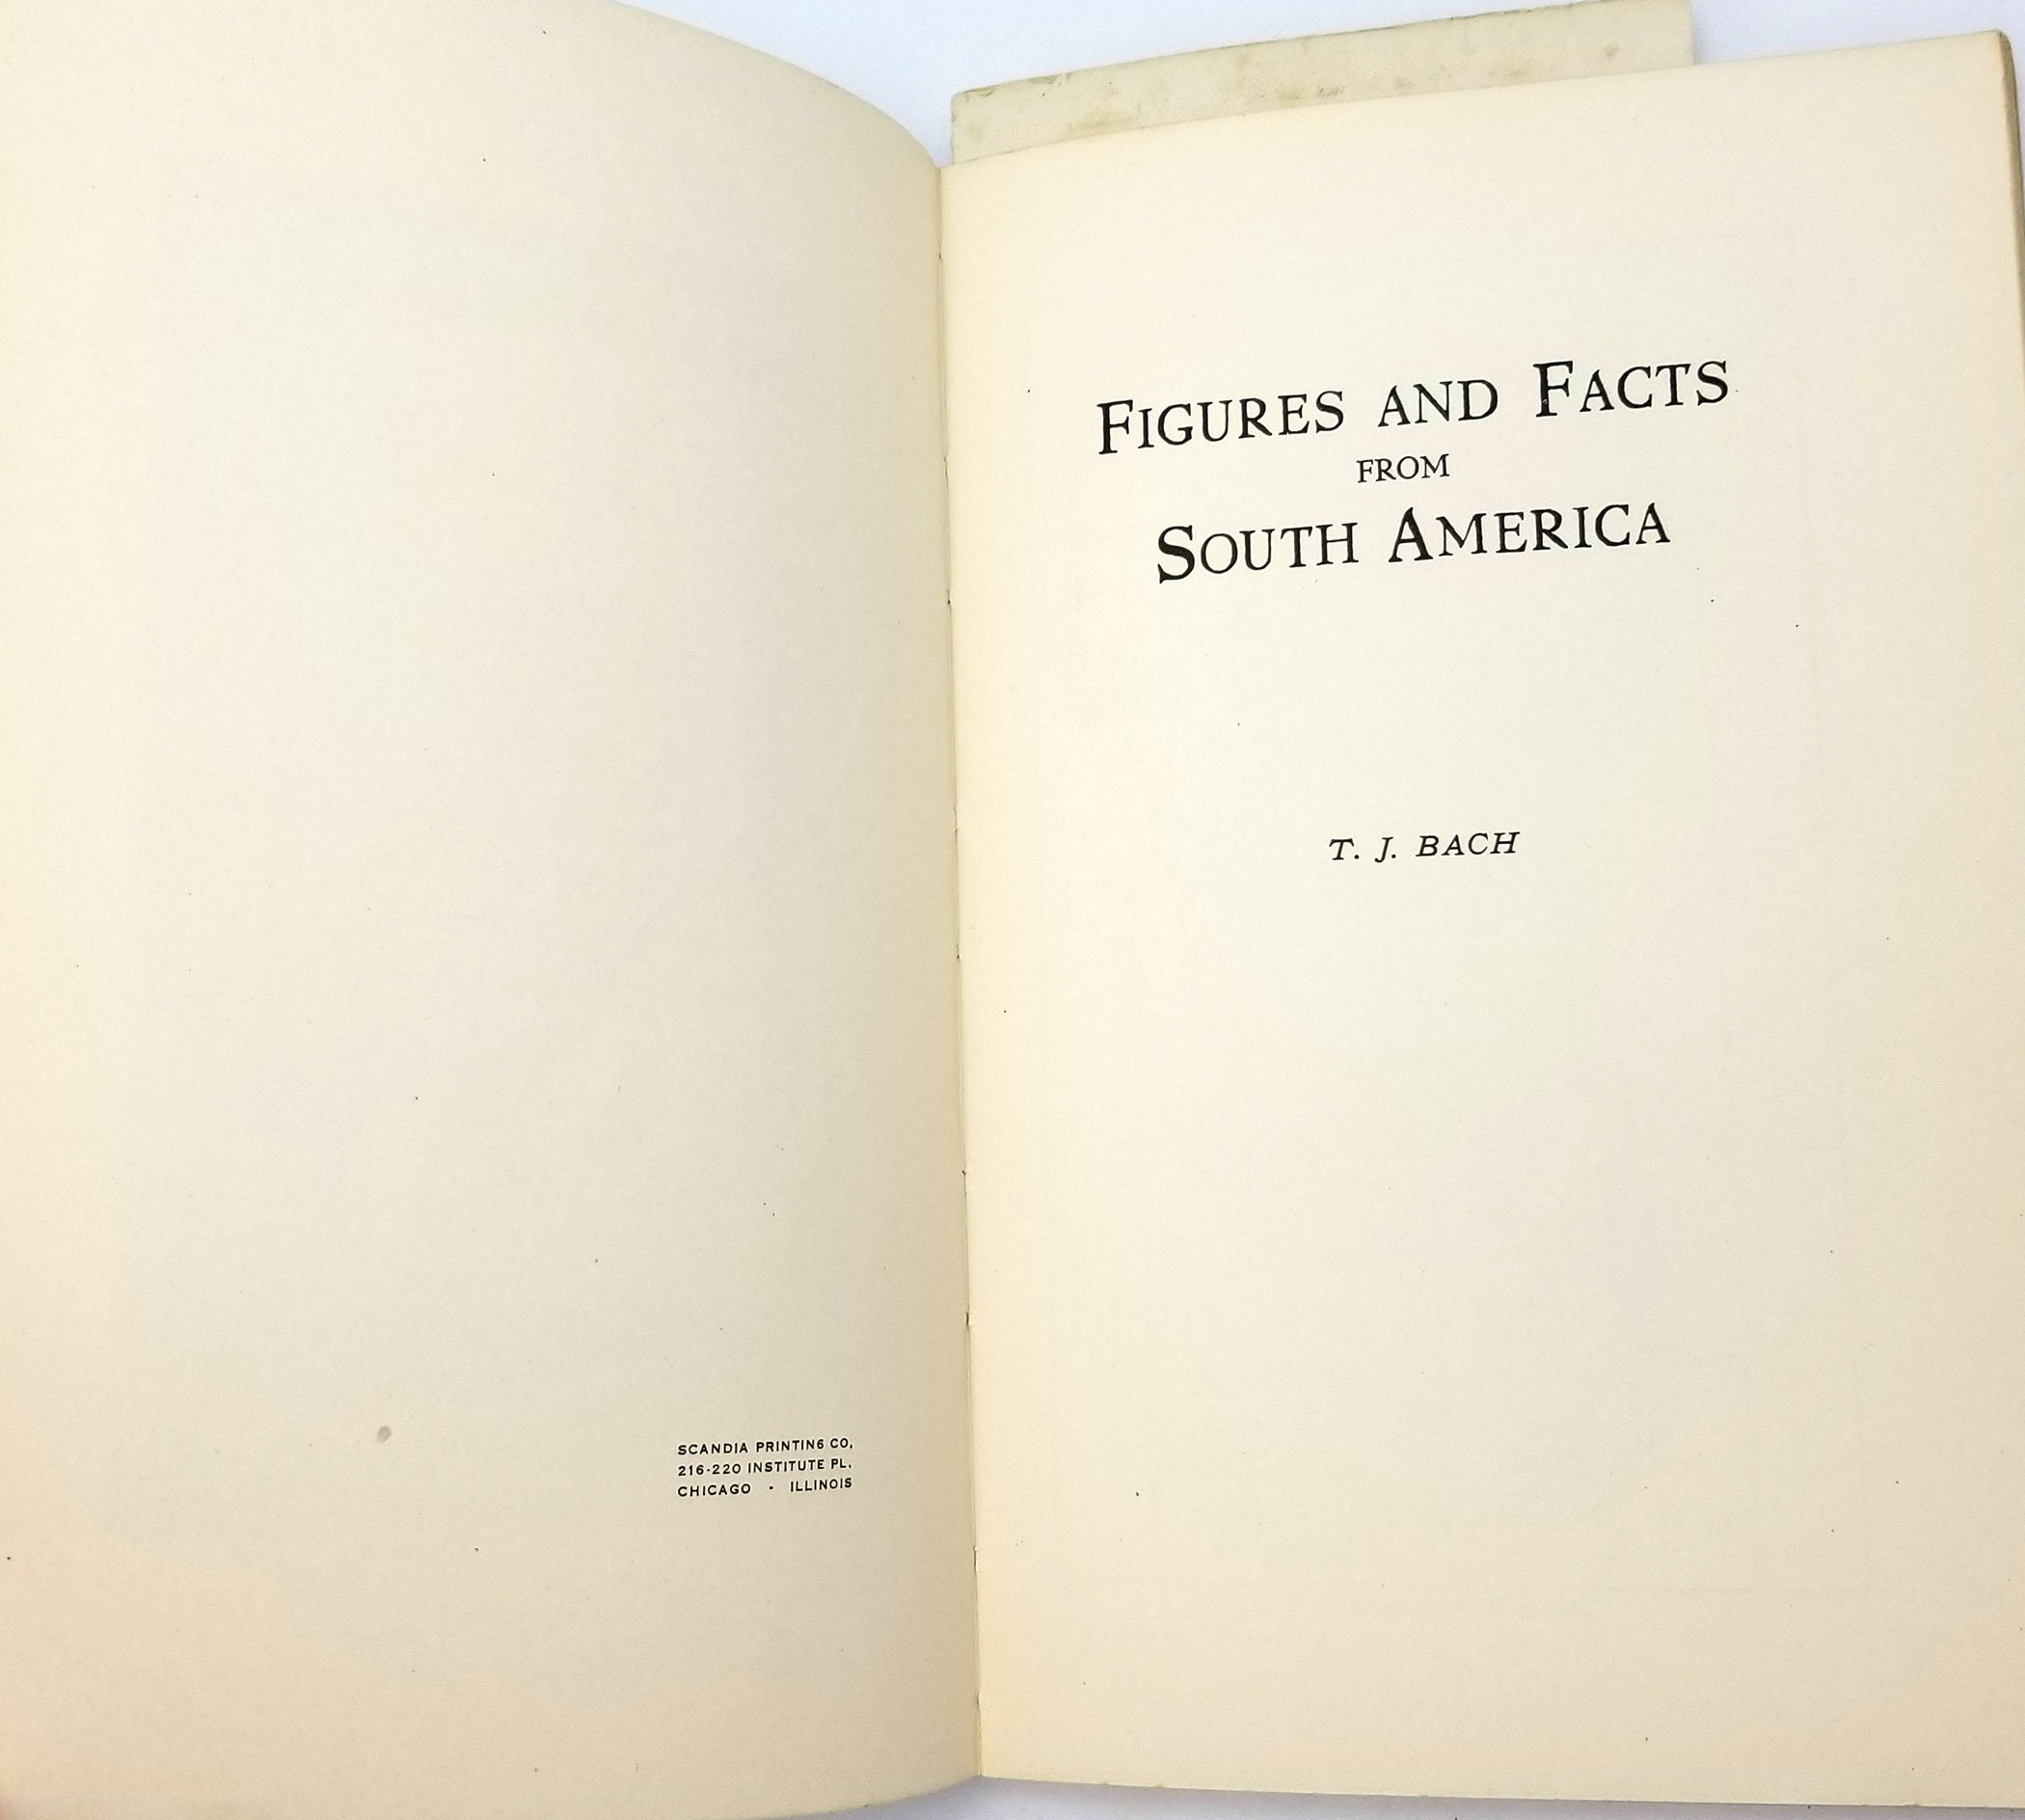 SCANDIA PRINTING CO.
216-220 INSTITUTE PL.
CHICAGO - ILLINOIS
FIGURES AND FACTS
FROM
SOUTH AMERICA
T. J. BACH